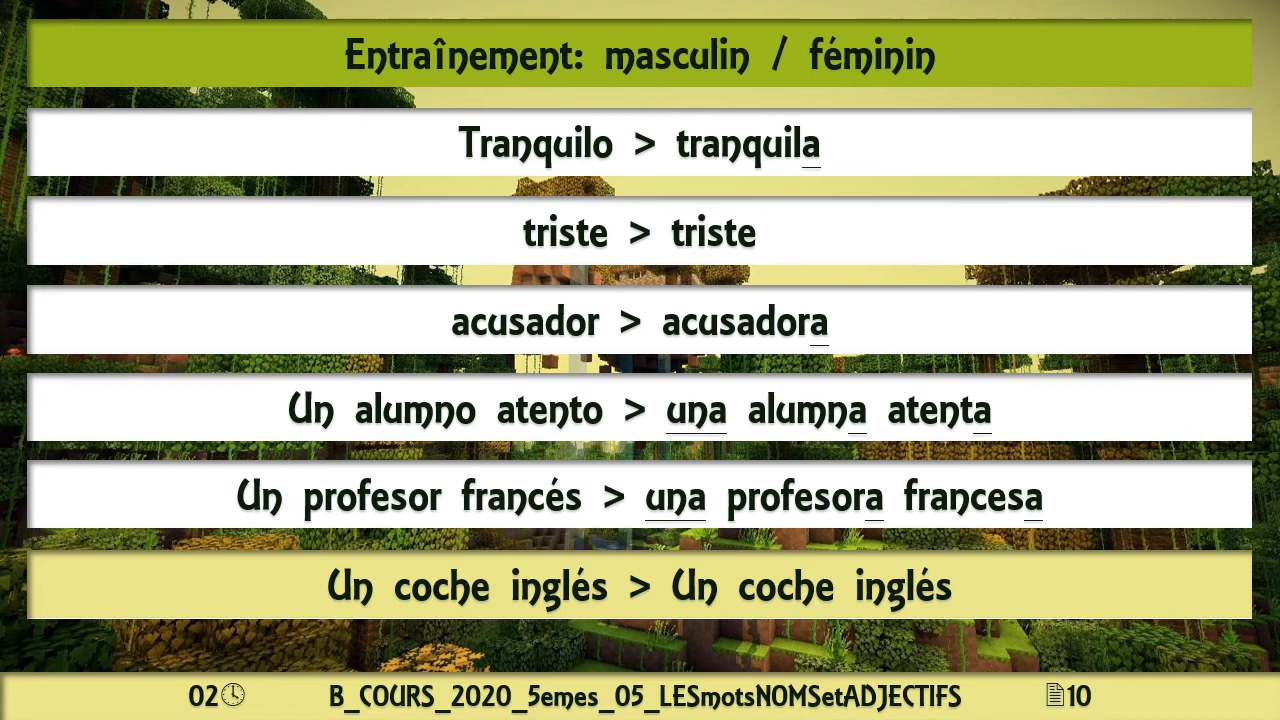 Entraînement: masculin / féminin
Tranquilo > tranquila
triste > triste
acusador > acusadora
Un alumno atento > una alumna atenta
Un profesor francés > una profesora francesa
Un coche inglés > Un coche inglés
02🕓 B_COURS_2020_5emes_05_LESmotsNOMSetADJECTIFS 🗎10